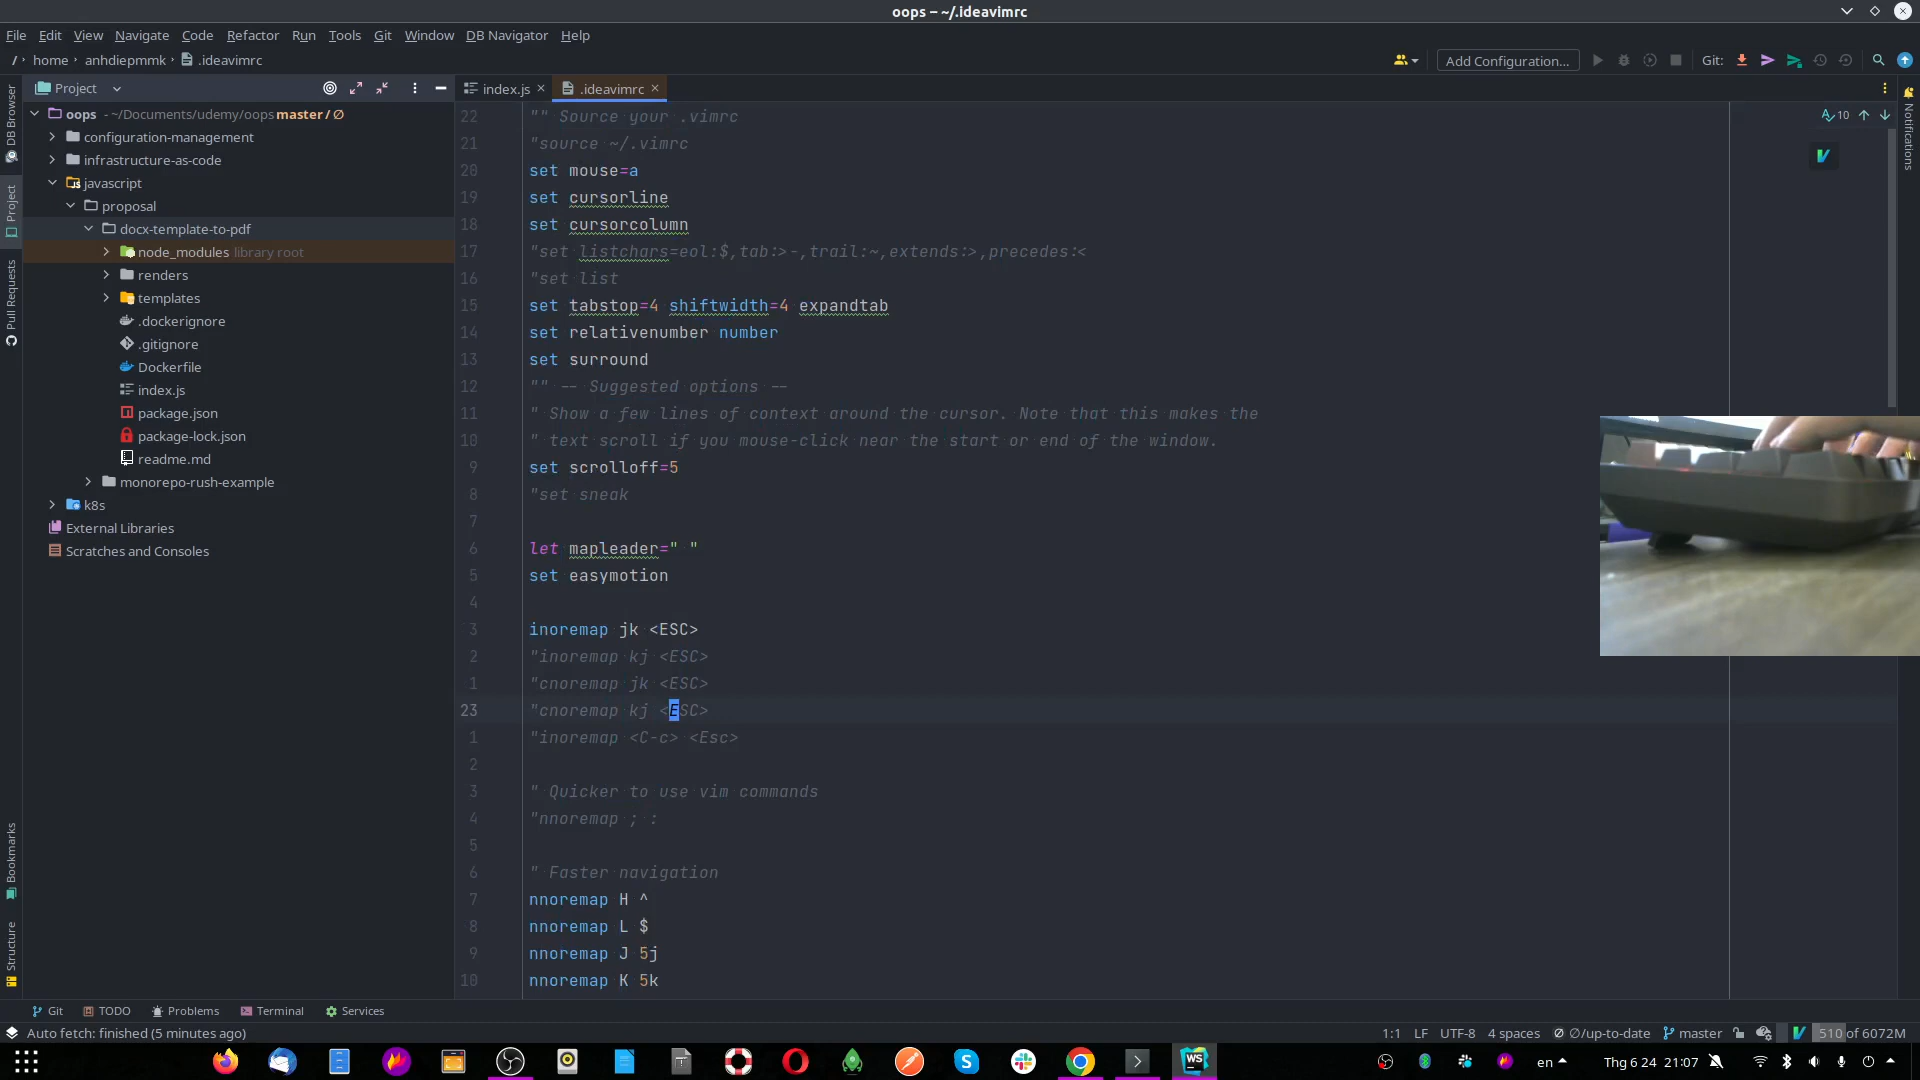 oops – ~/.ideavimrc
File Edit View Navigate Code Refactor Run Tools Git Window DB Navigator Help
/ home anhdiepmmk .ideavimrc
Add Configuration... Git:
Project
index.js .ideavimrc
DB Browser
Project
Pull Requests
Bookmarks
Structure
Notifications
oops - ~/Documents/udemy/oops master / ∅
configuration-management
infrastructure-as-code
javascript
proposal
docx-template-to-pdf
node_modules library root
renders
templates
.dockerignore
.gitignore
Dockerfile
index.js
package.json
package-lock.json
readme.md
monorepo-rush-example
k8s
External Libraries
Scratches and Consoles
10
22 "" Source your .vimrc
21 "source ~/.vimrc
20 set mouse=a
19 set cursorline
18 set cursorcolumn
17 "set listchars=eol:$,tab:>-,trail:~,extends:>,precedes:<
16 "set list
15 set tabstop=4 shiftwidth=4 expandtab
14 set relativenumber number
13 set surround
12 "" -- Suggested options --
11 " Show a few lines of context around the cursor. Note that this makes the
10 " text scroll if you mouse-click near the start or end of the window.
9 set scrolloff=5
8 "set sneak
7
6 let mapleader=" "
5 set easymotion
4
3 inoremap jk <ESC>
2 "inoremap kj <ESC>
1 "cnoremap jk <ESC>
23 "cnoremap kj <ESC>
1 "inoremap <C-c> <Esc>
2
3 " Quicker to use vim commands
4 "nnoremap ; :
5
6 " Faster navigation
7 nnoremap H ^
8 nnoremap L $
9 nnoremap J 5j
10 nnoremap K 5k
Git TODO Problems Terminal Services
Auto fetch: finished (5 minutes ago)
1:1 LF UTF-8 4 spaces ∅/up-to-date master 510 of 6072M
WS
en Thg 6 24 21:07